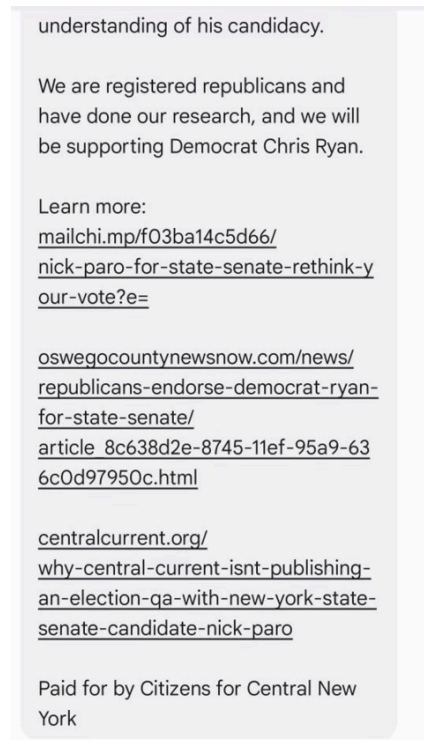 understanding of his candidacy.
We are registered republicans and
have done our research, and we will
be supporting Democrat Chris Ryan.
Learn more:
mailchi.mp/f03ba14c5d66/
nick-paro-for-state-senate-rethink-y
our-vote?e=
oswegocountynewsnow.com/news/
republicans-endorse-democrat-ryan-
for-state-senate/
article_8c638d2e-8745-11ef-95a9-63
6c0d97950c.html
centralcurrent.org/
why-central-current-isnt-publishing-
an-election-qa-with-new-york-state-
senate-candidate-nick-paro
Paid for by Citizens for Central New
York